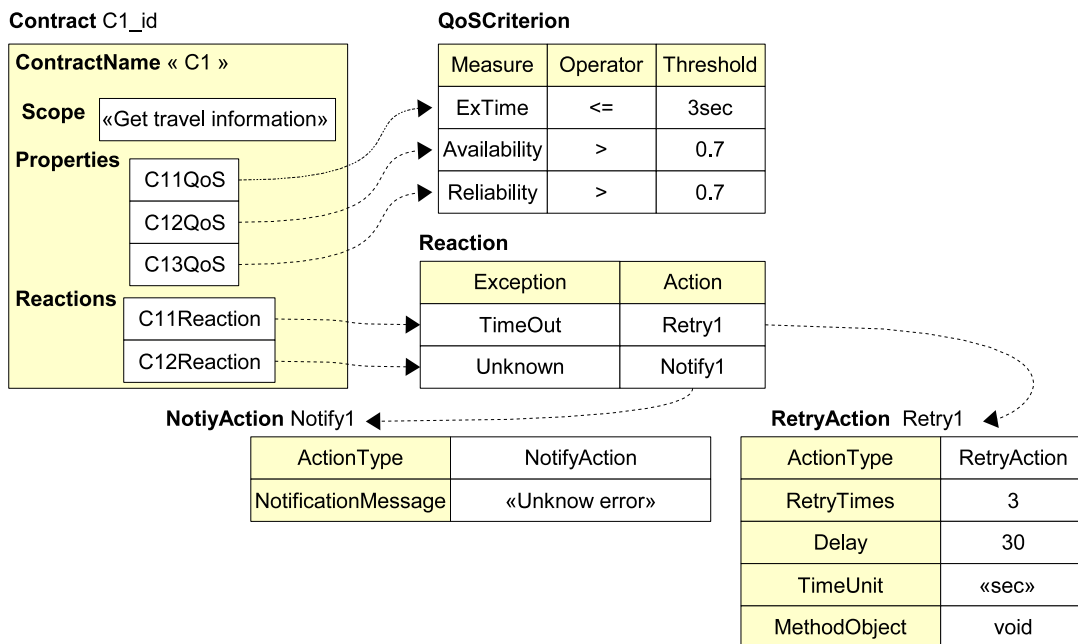 Contract C1_id
ContractName « C1 »
Scope «Get travel information»
Properties
C11QoS
C12QoS
C13QoS
Reactions
C11Reaction
C12Reaction
QoSCriterion
Measure Operator Threshold
ExTime <= 3sec
Availability > 0.7
Reliability > 0.7
Reaction
Exception Action
TimeOut Retry1
Unknown Notify1
NotiyAction Notify1
ActionType NotifyAction
NotificationMessage «Unknow error»
RetryAction Retry1
ActionType RetryAction
RetryTimes 3
Delay 30
TimeUnit «sec»
MethodObject void